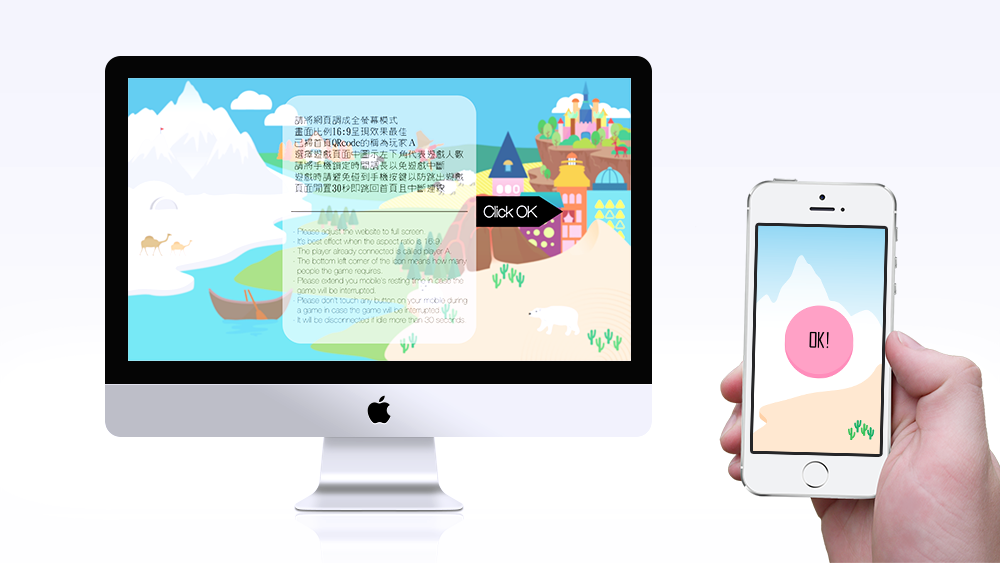 請將網頁調成全螢幕模式
畫面比例16:9呈現效果最佳
已掃首頁QRcode的稱為玩家A
選擇遊戲頁面中圖示左下角代表遊戲人數
請將手機鎖定時間調長以免遊戲中斷
遊戲時請避免碰到手機按鍵以防跳出遊戲
頁面閒置30秒即跳回首頁且中斷連線
Click OK
- Please adjust the website to full screen.
- It's best effect when the aspect ratio is 16:9.
- The player already connected is called player A.
- The bottom left corner of the icon means how many
people the game requires.
- Please extend you mobile's resting time in case the
game will be interrupted.
- Please don't touch any button on your mobile during
a game in case the game will be interrupted.
- It will be disconnected if idle more than 30 seconds.
OK!